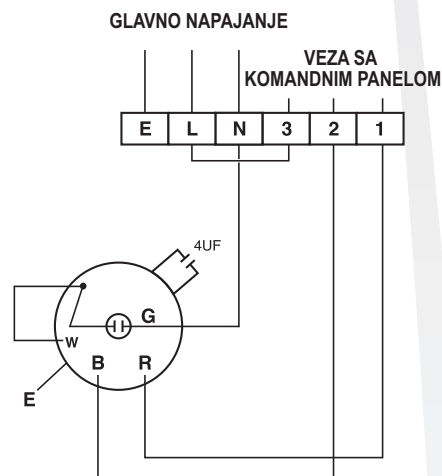 GLAVNO NAPAJANJE
VEZA SA
KOMANDNIM PANELOM
E L N 3 2 1
4UF
G
W
B R
E